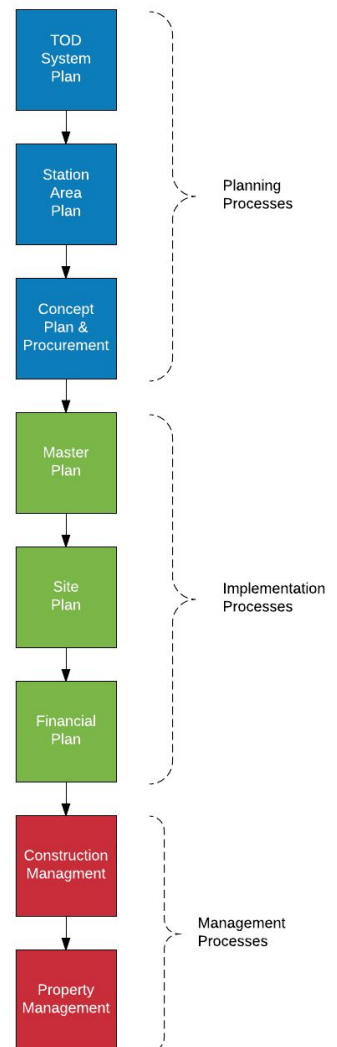 TOD
System
Plan
Station
Area
Plan
Planning
Processes
Concept
Plan &
Procurement
Master
Plan
Site
Plan
Implementation
Processes
Financial
Plan
Construction
Managment
Management
Processes
Property
Management